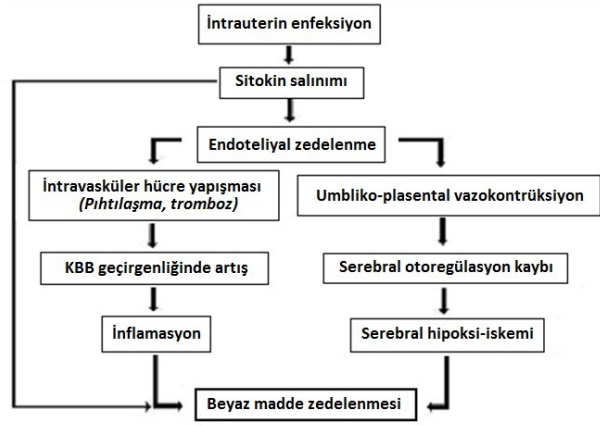 İntrauterin enfeksiyon
Sitokin salınımı
Endoteliyal zedelenme
İntravasküler hücre yapışması
(Pıhtılaşma, tromboz)
Umbliko-plasental vazokontrüksiyon
KBB geçirgenliğinde artış
Serebral otoregülasyon kaybı
İnflamasyon
Serebral hipoksi-iskemi
Beyaz madde zedelenmesi